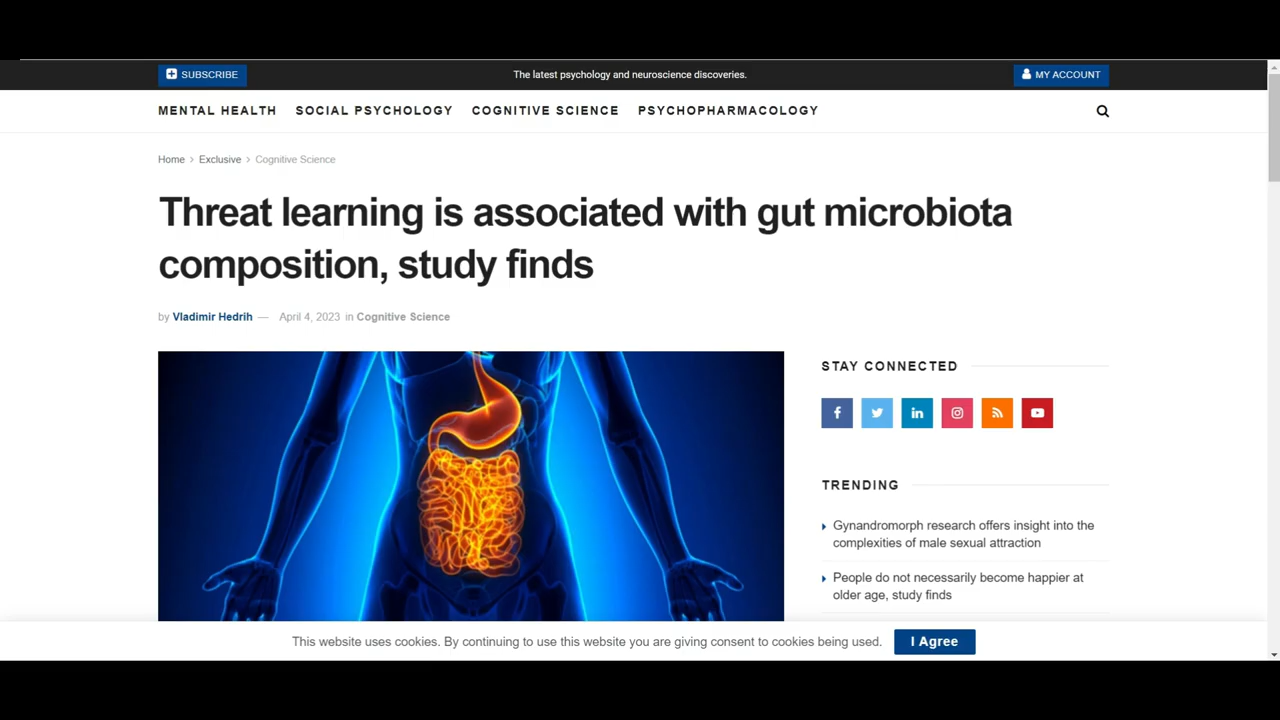 SUBSCRIBE
The latest psychology and neuroscience discoveries.
MY ACCOUNT
MENTAL HEALTH SOCIAL PSYCHOLOGY COGNITIVE SCIENCE PSYCHOPHARMACOLOGY
Home > Exclusive > Cognitive Science
Threat learning is associated with gut microbiota
composition, study finds
by Vladimir Hedrih — April 4, 2023 in Cognitive Science
STAY CONNECTED
TRENDING
Gynandromorph research offers insight into the
complexities of male sexual attraction
People do not necessarily become happier at
older age, study finds
This website uses cookies. By continuing to use this website you are giving consent to cookies being used.
I Agree